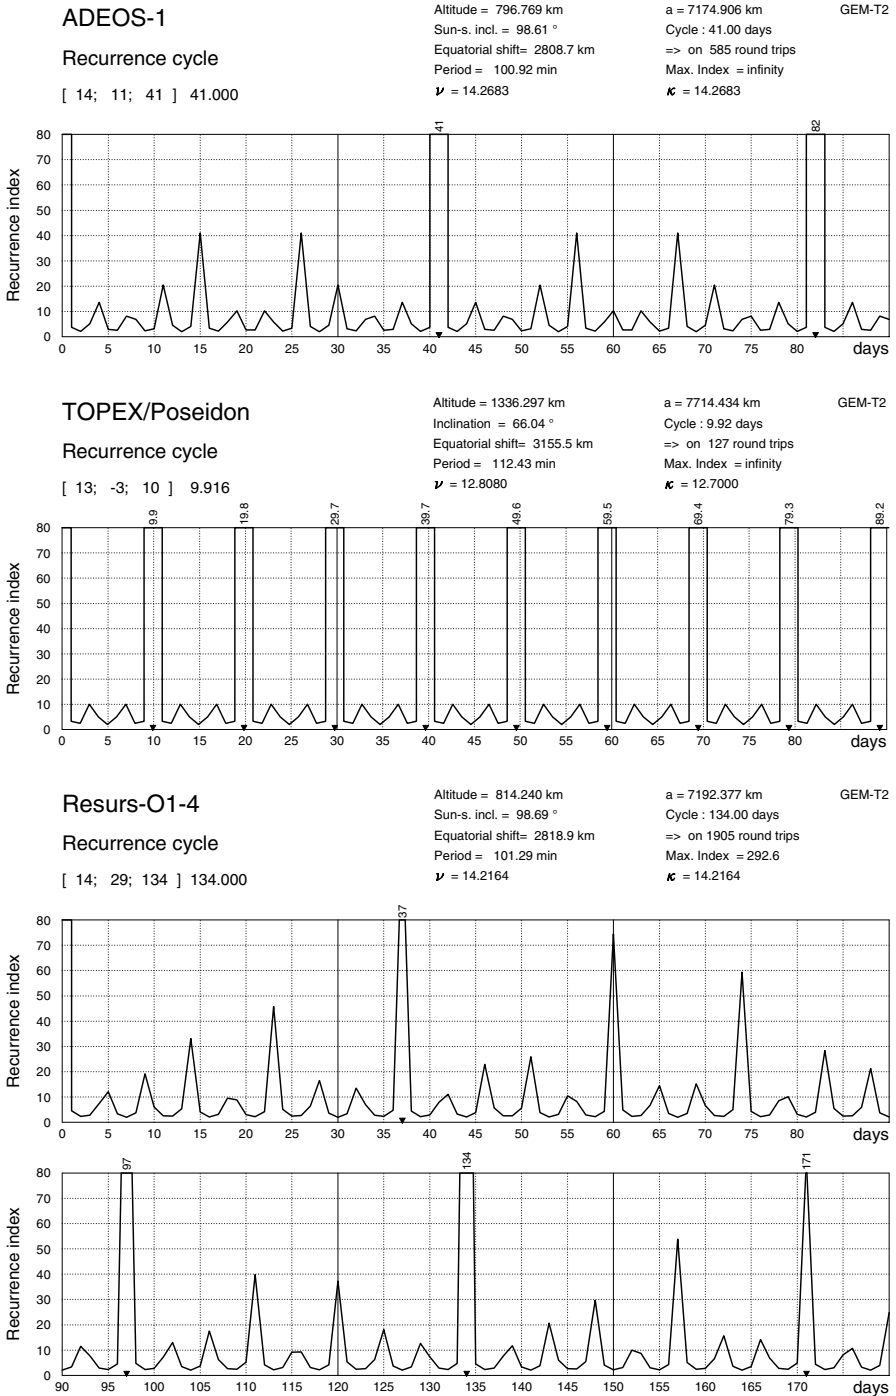 ADEOS-1
Recurrence cycle
[ 14; 11; 41 ] 41.000
Altitude = 796.769 km
Sun-s. incl. = 98.61 °
Equatorial shift= 2808.7 km
Period = 100.92 min
ν = 14.2683
a = 7174.906 km
Cycle : 41.00 days
=> on 585 round trips
Max. Index = infinity
κ = 14.2683
GEM-T2
41 82
Recurrence index
80
70
60
50
40
30
20
10
0
0 5 10 15 20 25 30 35 40 45 50 55 60 65 70 75 80 days
TOPEX/Poseidon
Recurrence cycle
[ 13; -3; 10 ] 9.916
Altitude = 1336.297 km
Inclination = 66.04 °
Equatorial shift= 3155.5 km
Period = 112.43 min
ν = 12.8080
a = 7714.434 km
Cycle : 9.92 days
=> on 127 round trips
Max. Index = infinity
κ = 12.7000
GEM-T2
9.9 19.8 29.7 39.7 49.6 59.5 69.4 79.3 89.2
Recurrence index
80
70
60
50
40
30
20
10
0
0 5 10 15 20 25 30 35 40 45 50 55 60 65 70 75 80 days
Resurs-O1-4
Recurrence cycle
[ 14; 29; 134 ] 134.000
Altitude = 814.240 km
Sun-s. incl. = 98.69 °
Equatorial shift= 2818.9 km
Period = 101.29 min
ν = 14.2164
a = 7192.377 km
Cycle : 134.00 days
=> on 1905 round trips
Max. Index = 292.6
κ = 14.2164
GEM-T2
37
Recurrence index
80
70
60
50
40
30
20
10
0
0 5 10 15 20 25 30 35 40 45 50 55 60 65 70 75 80 days
97 134 171
Recurrence index
80
70
60
50
40
30
20
10
0
90 95 100 105 110 115 120 125 130 135 140 145 150 155 160 165 170 days